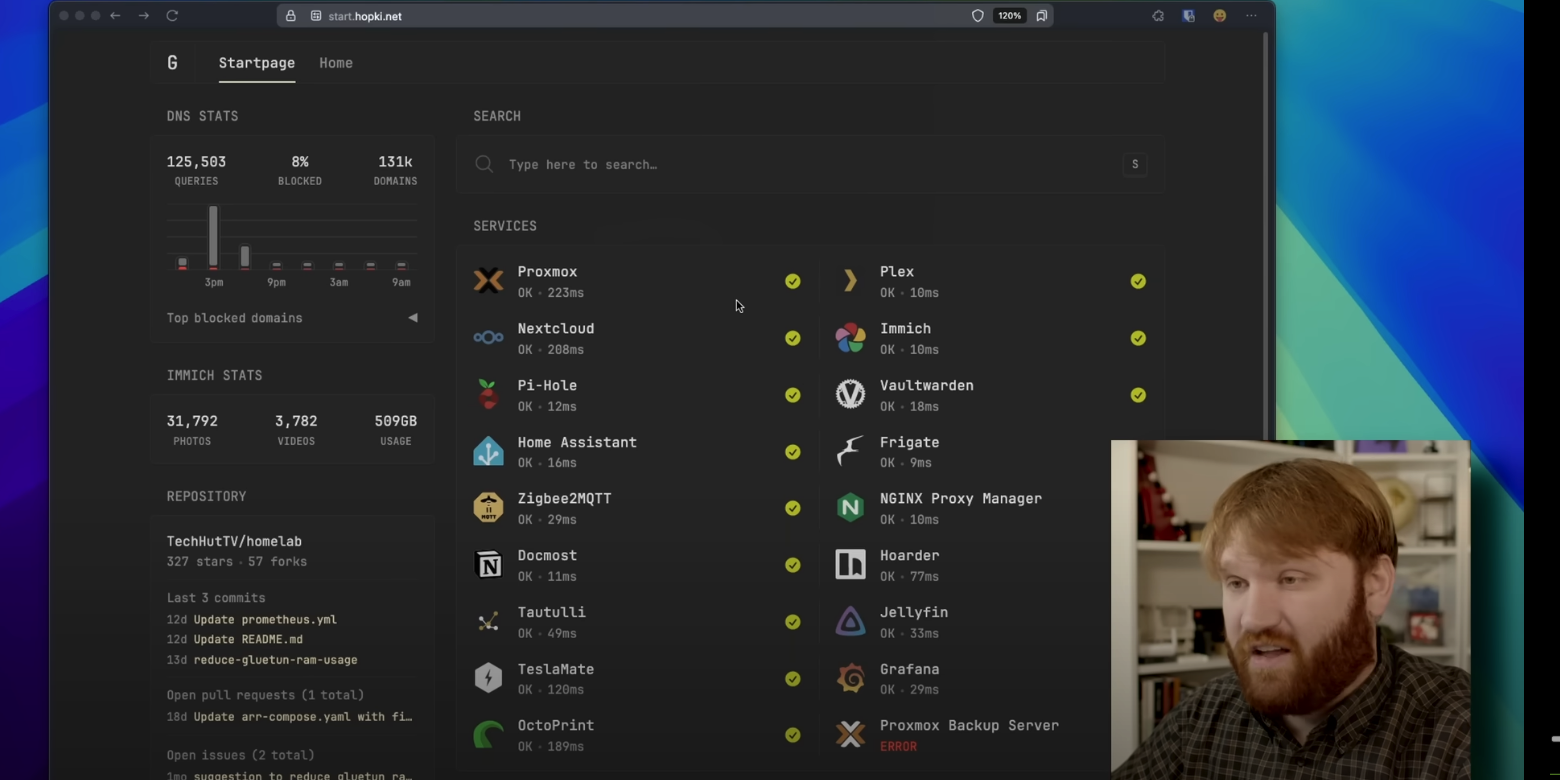 start.hopki.net
120%
G
Startpage
Home
DNS STATS
125,503
8%
131k
QUERIES
BLOCKED
DOMAINS
3pm
9pm
3am
9am
Top blocked domains
IMMICH STATS
31,792
3,782
509GB
PHOTOS
VIDEOS
USAGE
REPOSITORY
TechHutTV/homelab
327 stars • 57 forks
Last 3 commits
12d Update prometheus.yml
12d Update README.md
13d reduce-gluetun-ram-usage
Open pull requests (1 total)
18d Update arr-compose.yaml with fi…
Open issues (2 total)
1mo suggestion to reduce gluetun ra…
SEARCH
Type here to search…
S
SERVICES
Proxmox
OK • 223ms
Plex
OK • 10ms
Nextcloud
OK • 208ms
Immich
OK • 10ms
Pi-Hole
OK • 12ms
Vaultwarden
OK • 18ms
Home Assistant
OK • 16ms
Frigate
OK • 9ms
MQTT
Zigbee2MQTT
OK • 29ms
N
NGINX Proxy Manager
OK • 10ms
N
Docmost
OK • 11ms
Hoarder
OK • 77ms
Tautulli
OK • 49ms
Jellyfin
OK • 33ms
TeslaMate
OK • 120ms
Grafana
OK • 29ms
OctoPrint
OK • 189ms
Proxmox Backup Server
ERROR